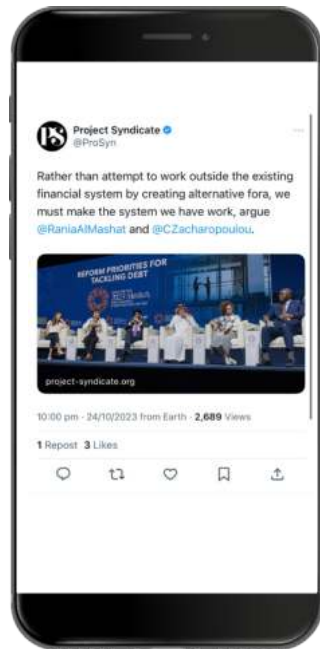 PS
Project Syndicate
@ProSyn
Rather than attempt to work outside the existing
financial system by creating alternative fora, we
must make the system we have work, argue
@RaniaAlMashat and @CZacharopoulou.
REFORM PRIORITIES FOR
TACKLING DEBT
project-syndicate.org
10:00 pm · 24/10/2023 from Earth · 2,689 Views
1 Repost 3 Likes